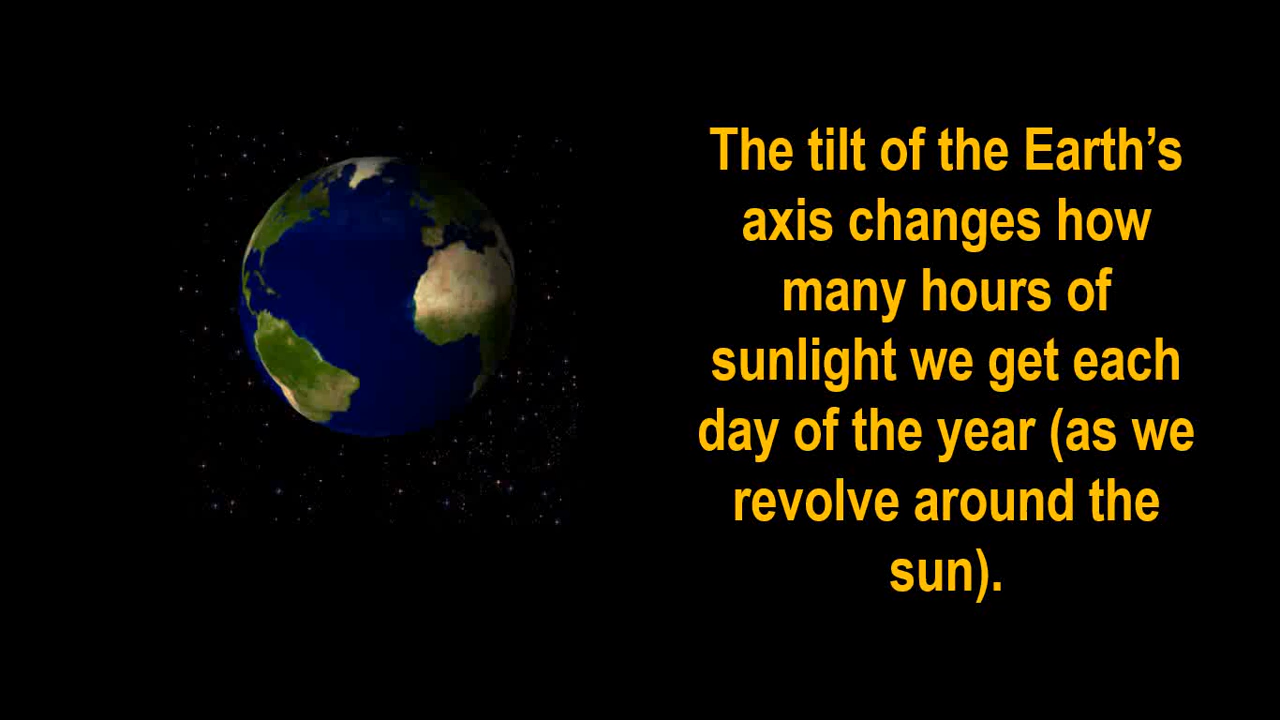 The tilt of the Earth’s
axis changes how
many hours of
sunlight we get each
day of the year (as we
revolve around the
sun).